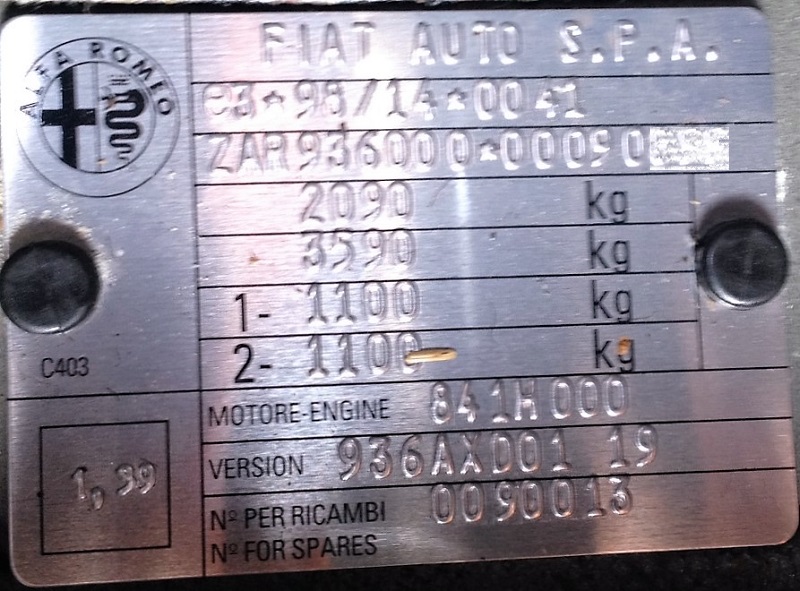 ALFA ROMEO
FIAT AUTO S.P.A.
e3*98/14*0041
ZAR936000*00090
2090 kg
3590 kg
1- 1100 kg
2- 1100 kg
C403
MOTORE-ENGINE 841H000
VERSION 936AXD01 19
1,39
Nº PER RICAMBI 0090013
Nº FOR SPARES